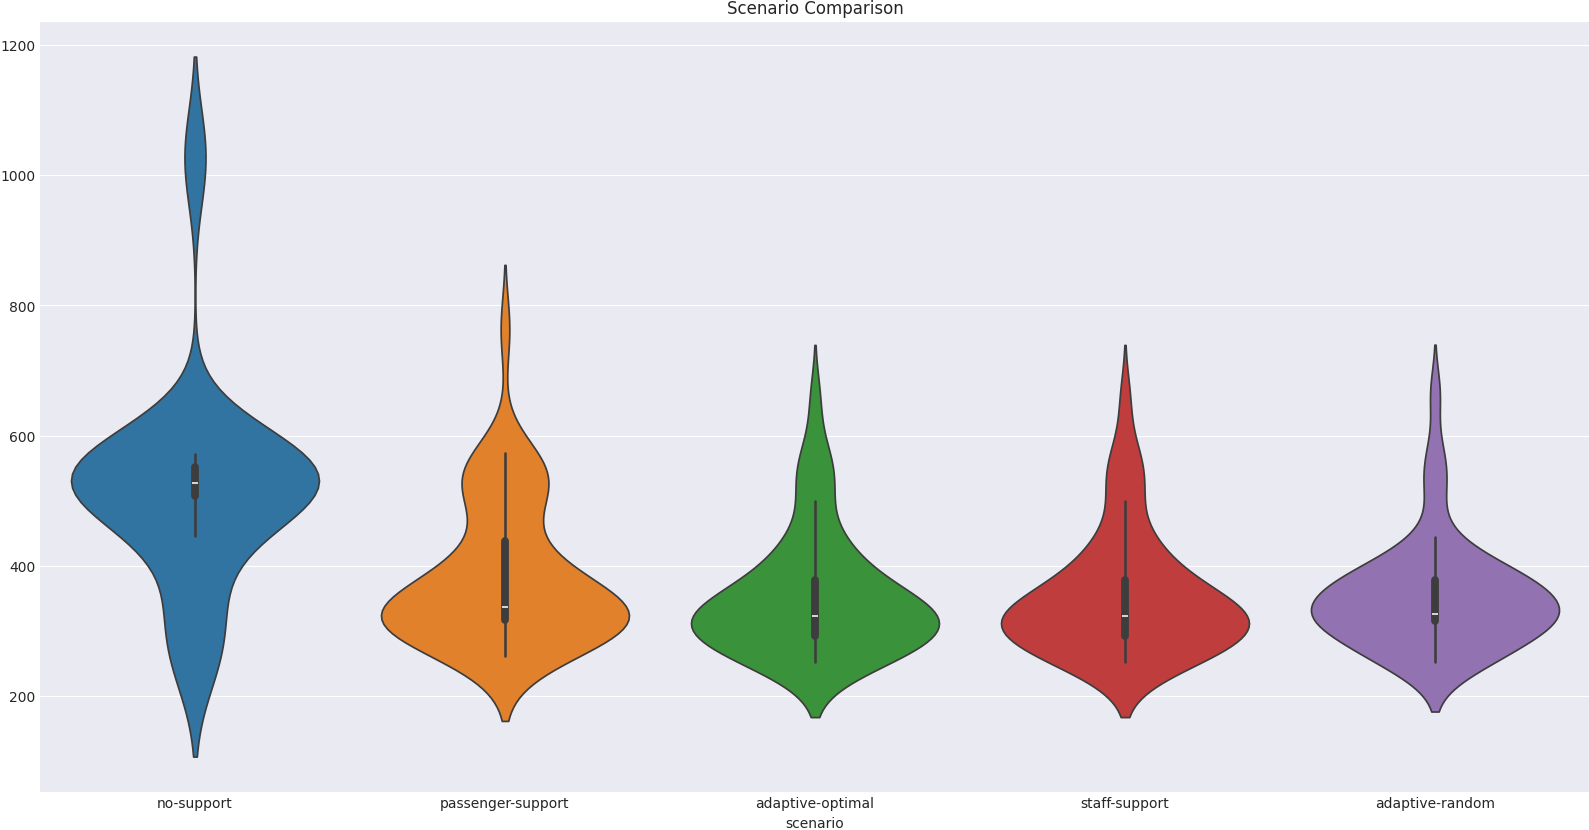 Scenario Comparison
1200
1000
800
600
400
200
no-support passenger-support adaptive-optimal staff-support adaptive-random
scenario